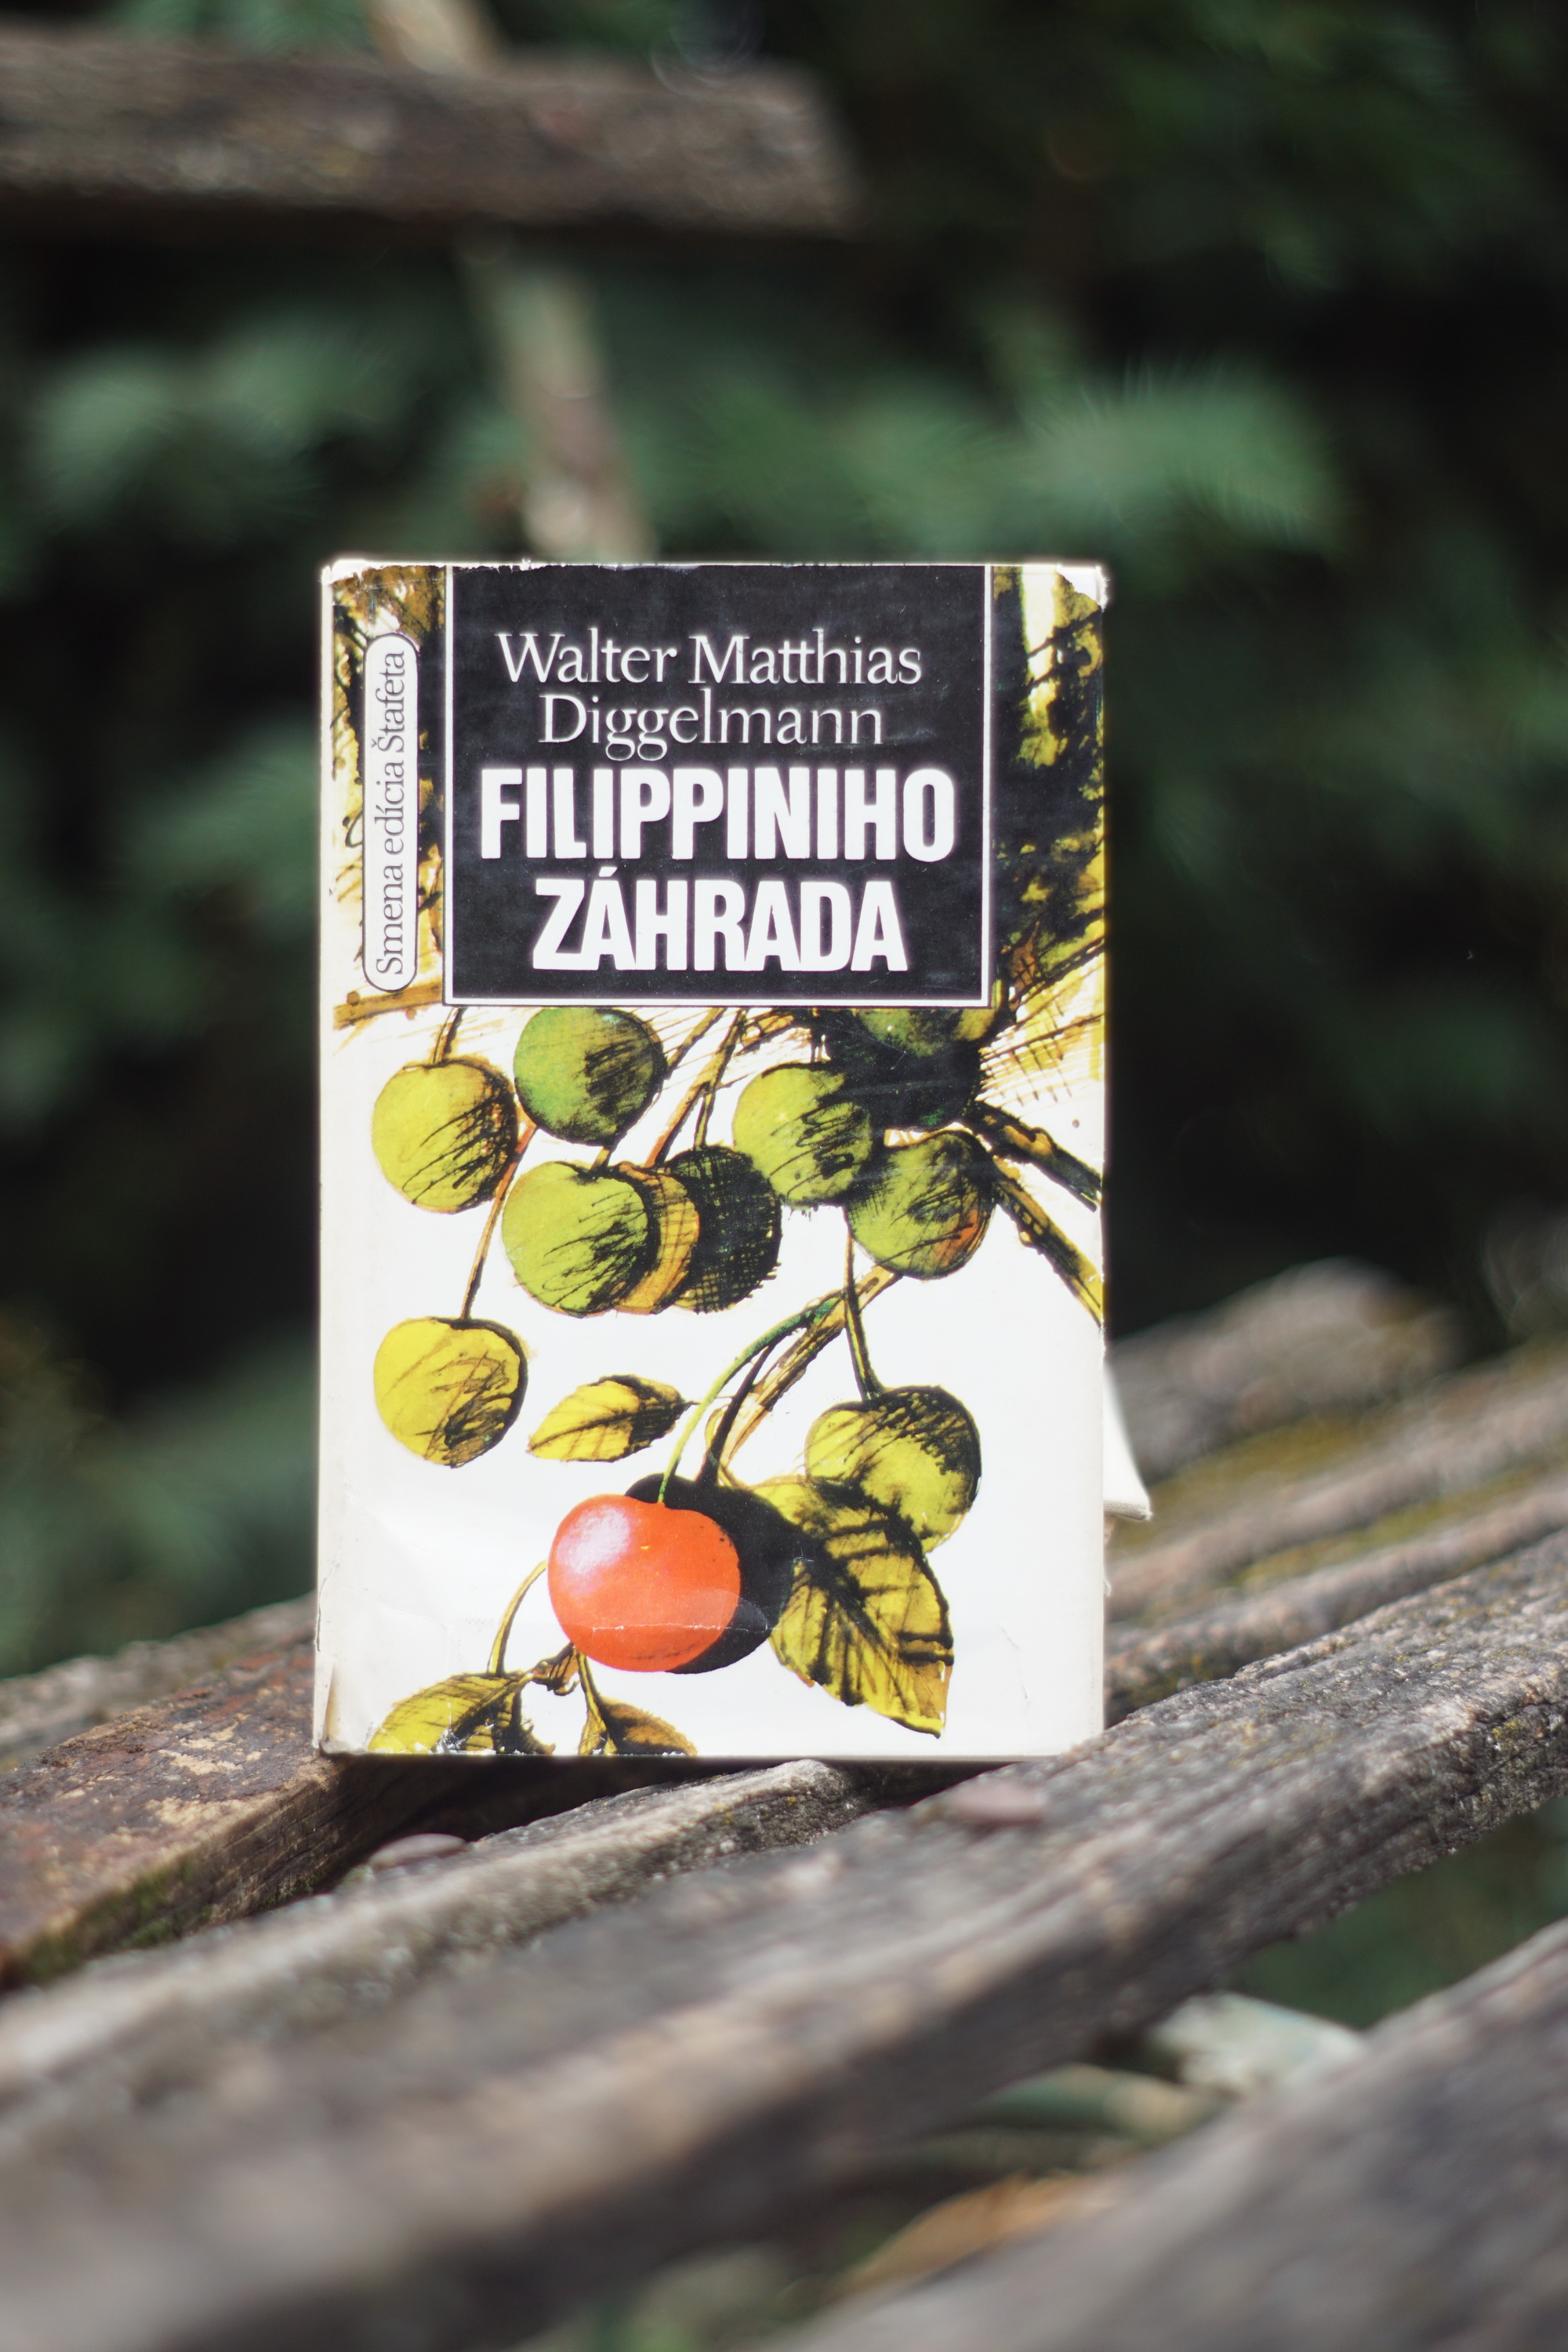 Walter Matthias
Diggelmann
FILIPPINIHO
ZÁHRADA
Smena edícia Štafeta